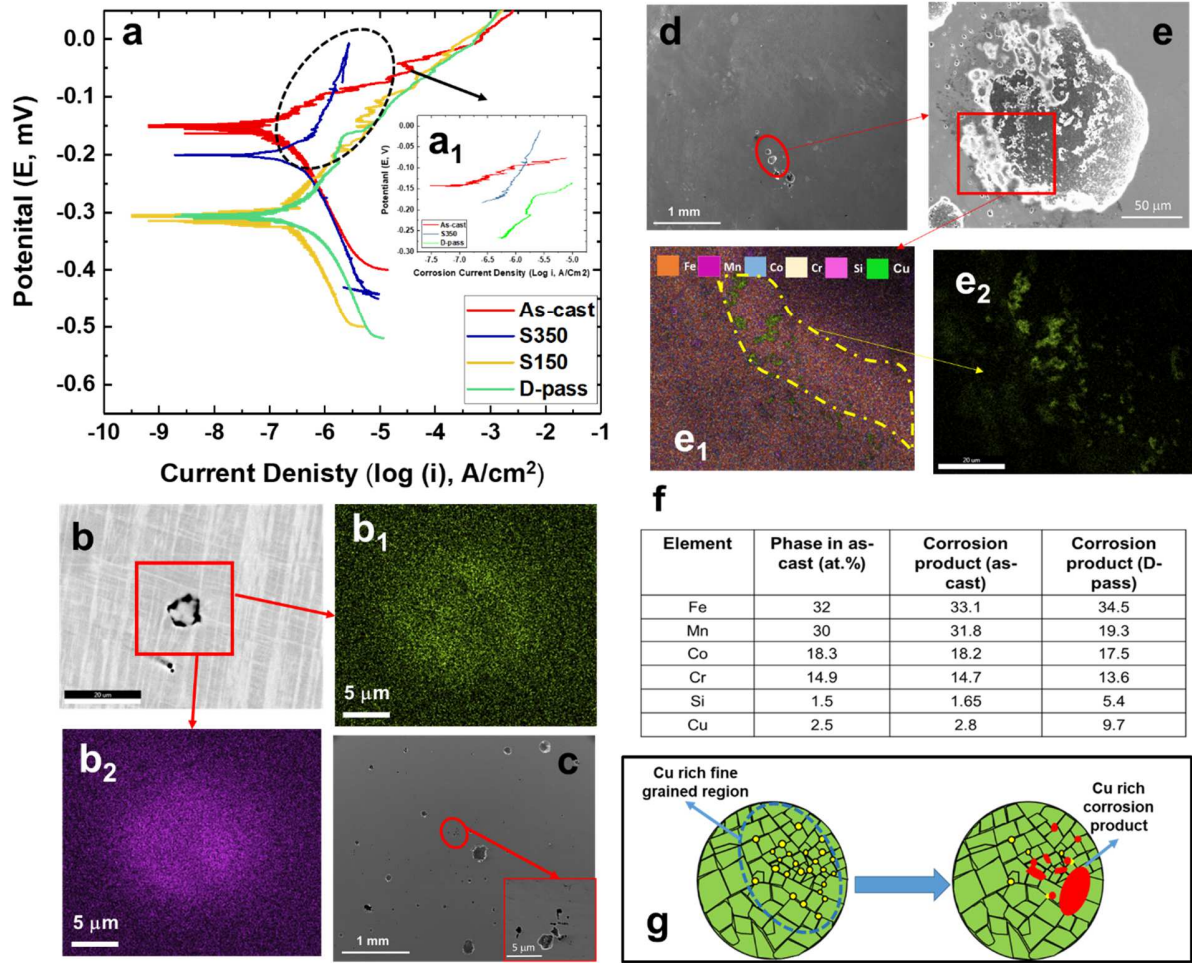 a
Potenital (E, mV)
0.0
-0.1
-0.2
-0.3
-0.4
-0.5
-0.6
-10 -9 -8 -7 -6 -5 -4 -3 -2 -1
Current Denisty (log (i), A/cm²)
As-cast
S350
S150
D-pass
a₁
Potentianl (E, V)
0.00
-0.05
-0.10
-0.15
-0.20
-0.25
-0.30
-7.5 -7.0 -6.5 -6.0 -5.5 -5.0 -4.5
Corrosion Current Density (Log i, A/Cm2)
As-cast
S350
D-pass
d
1 mm
e
50 μm
Fe Mn Co Cr Si Cu
e₁
e₂
20 μm
b
20 μm
b₁
5 μm
b₂
5 μm
c
1 mm
5 μm
f
Element Phase in as-cast (at.%) Corrosion product (as-cast) Corrosion product (D-pass)
Fe 32 33.1 34.5
Mn 30 31.8 19.3
Co 18.3 18.2 17.5
Cr 14.9 14.7 13.6
Si 1.5 1.65 5.4
Cu 2.5 2.8 9.7
Cu rich fine
grained region
Cu rich
corrosion
product
g